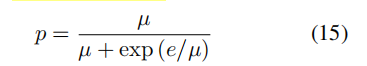 p = μ / (μ + exp (e/μ)) (15)